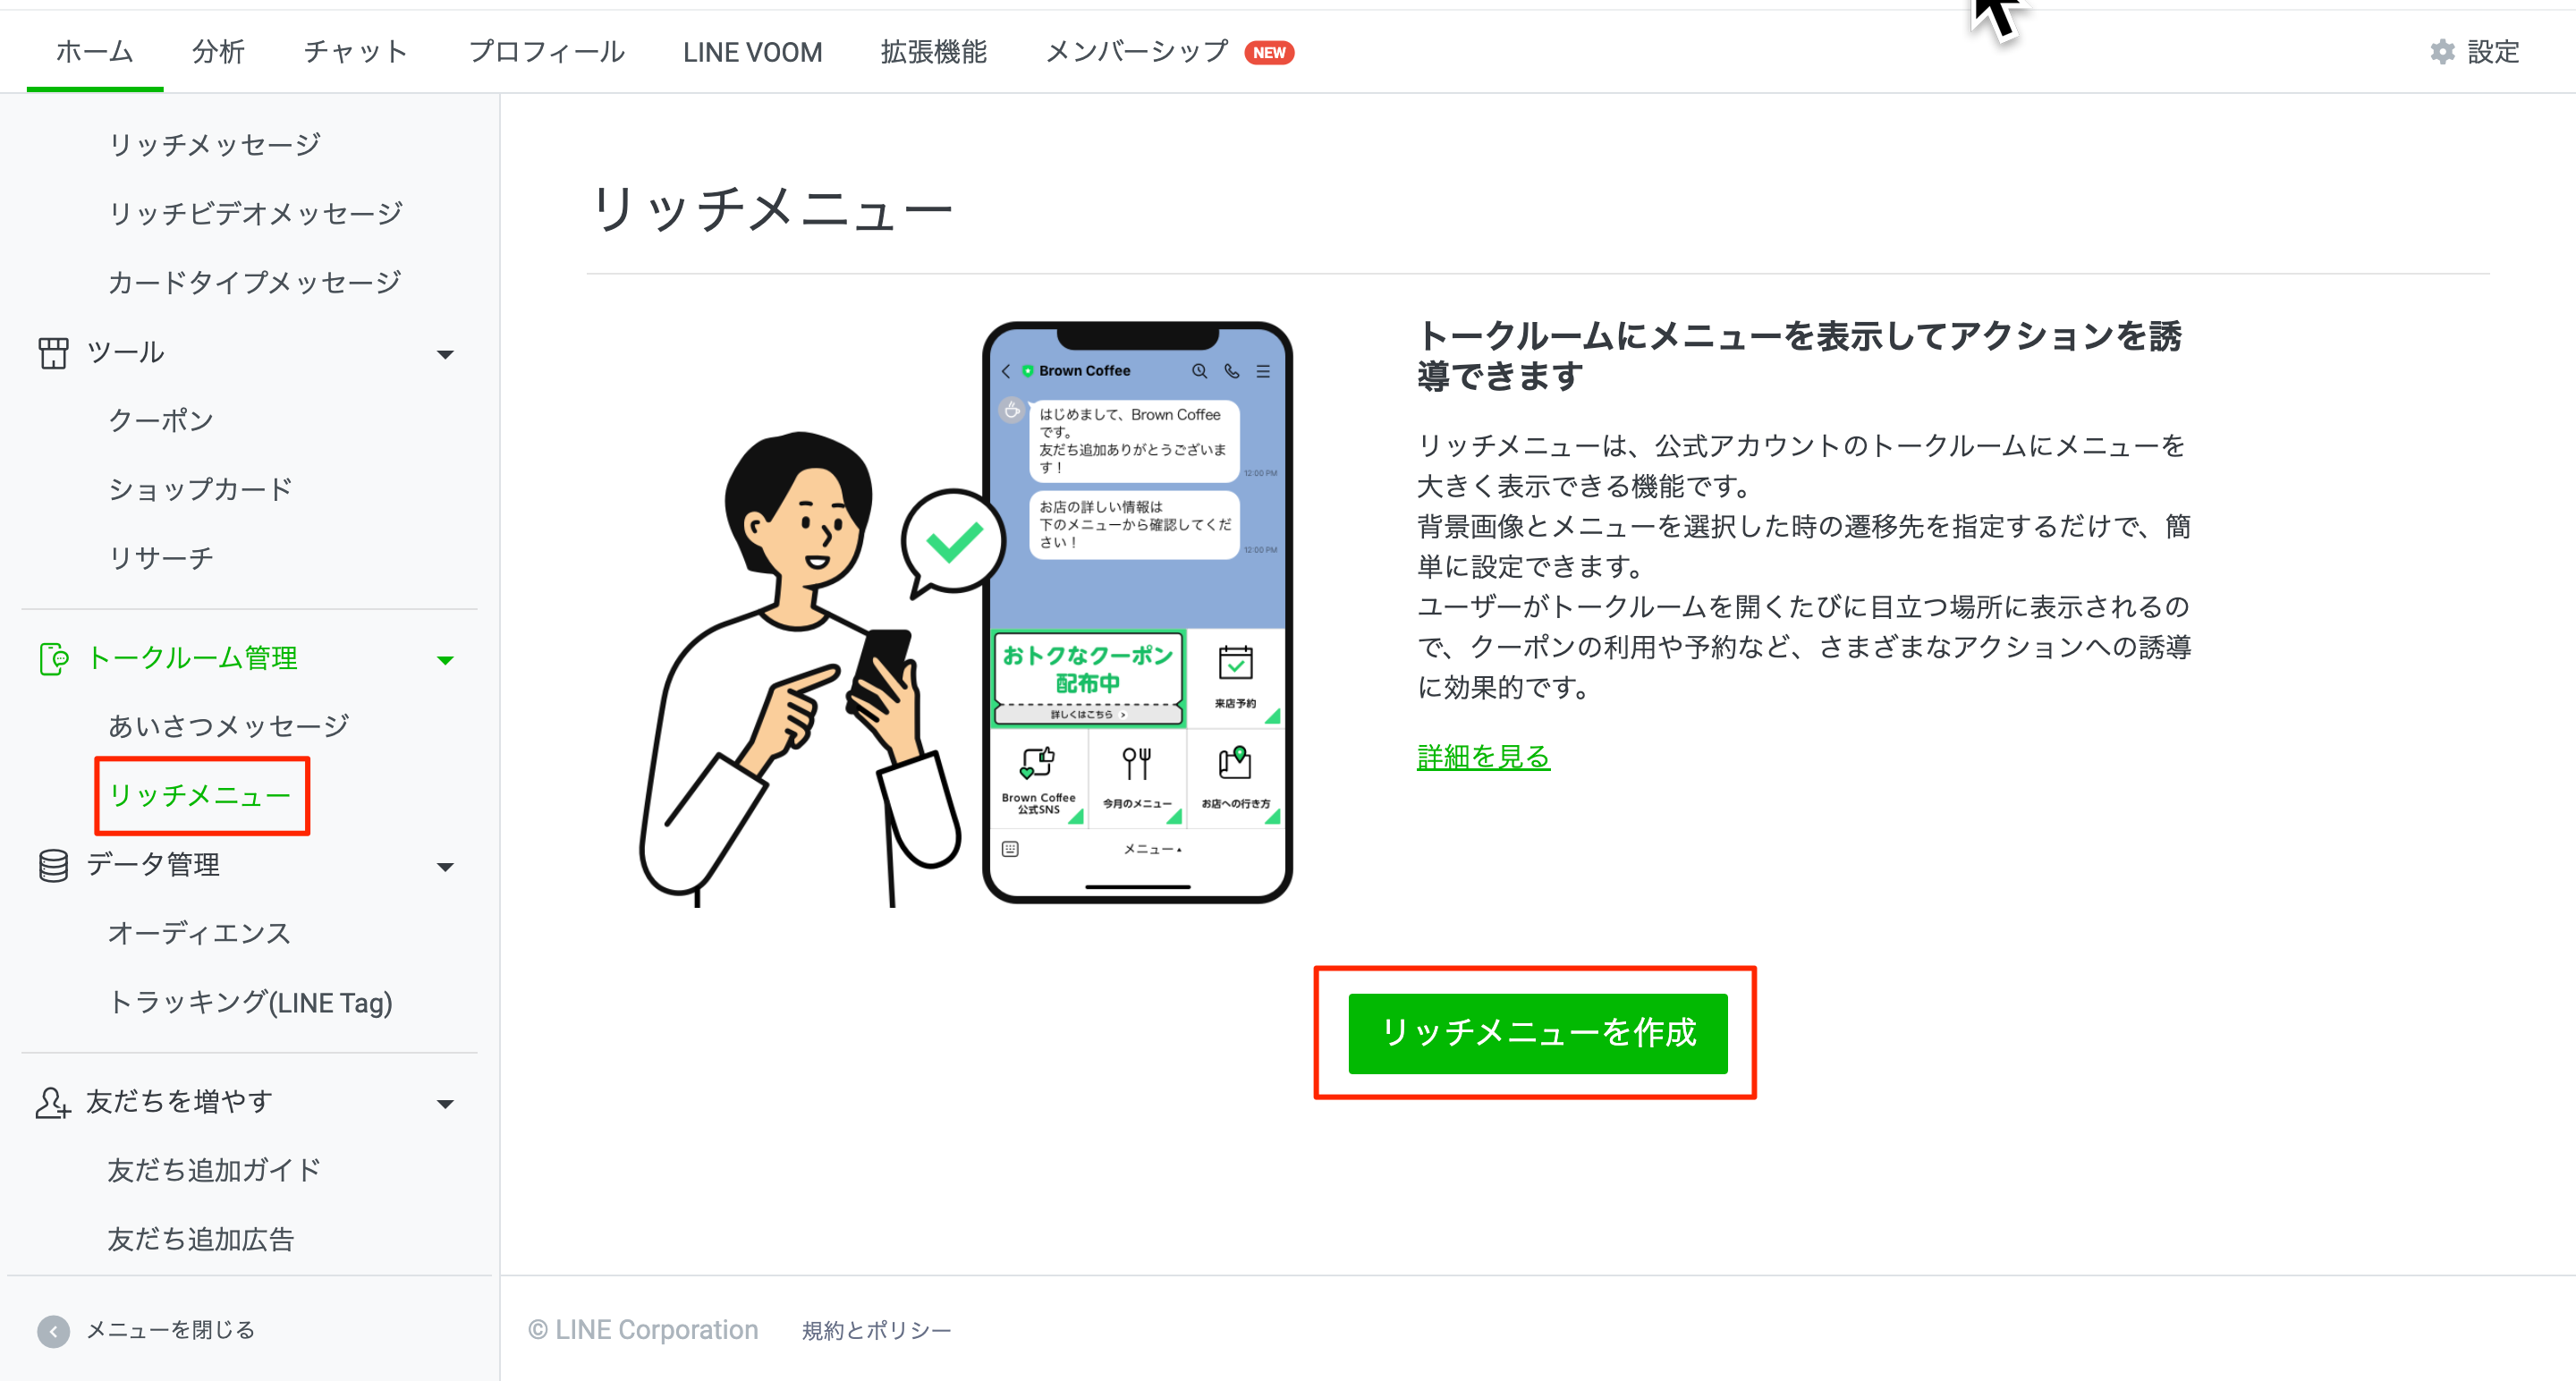 ホーム
分析
チャット
プロフィール
LINE VOOM
拡張機能
メンバーシップ NEW
設定
リッチメッセージ
リッチビデオメッセージ
カードタイプメッセージ
ツール
クーポン
ショップカード
リサーチ
トークルーム管理
あいさつメッセージ
リッチメニュー
データ管理
オーディエンス
トラッキング(LINE Tag)
友だちを増やす
友だち追加ガイド
友だち追加広告
メニューを閉じる
リッチメニュー
Brown Coffee
はじめまして、Brown Coffee
です。
友だち追加ありがとうございま
す！
12:00 PM
お店の詳しい情報は
下のメニューから確認してくだ
さい！
12:00 PM
おトクなクーポン
配布中
詳しくはこちら
来店予約
Brown Coffee
公式SNS
今月のメニュー
お店への行き方
メニュー▴
トークルームにメニューを表示してアクションを誘
導できます
リッチメニューは、公式アカウントのトークルームにメニューを
大きく表示できる機能です。
背景画像とメニューを選択した時の遷移先を指定するだけで、簡
単に設定できます。
ユーザーがトークルームを開くたびに目立つ場所に表示されるの
で、クーポンの利用や予約など、さまざまなアクションへの誘導
に効果的です。
詳細を見る
リッチメニューを作成
© LINE Corporation
規約とポリシー